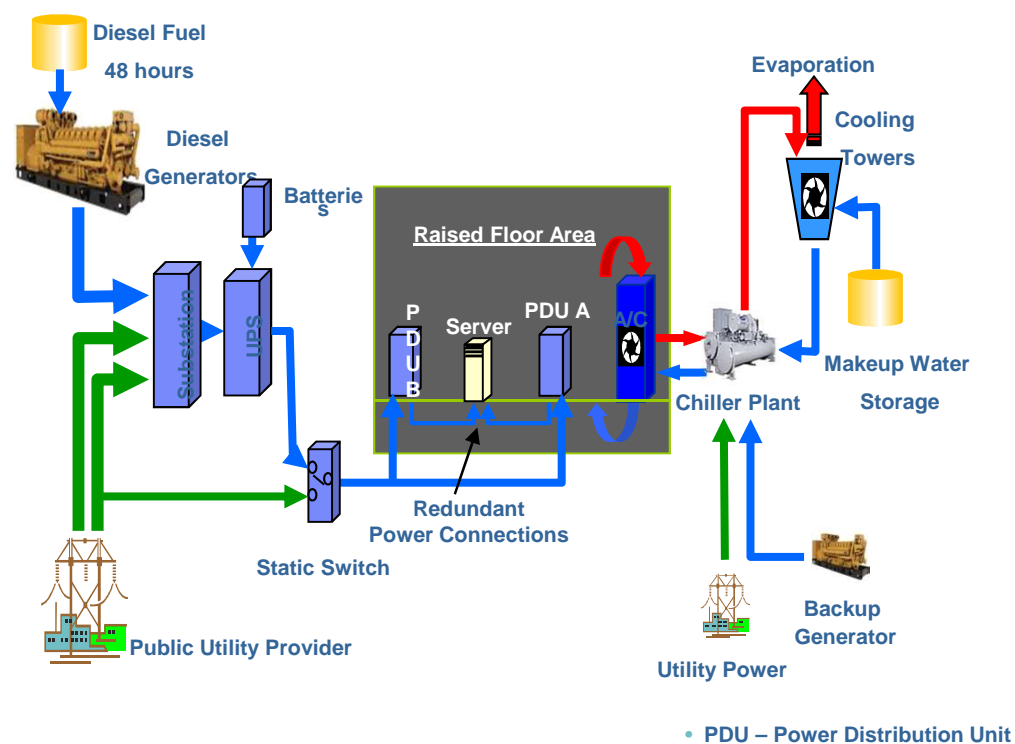 Diesel Fuel
48 hours
Evaporation
Cooling
Towers
Diesel
Generators
Batterie
s
Raised Floor Area
Substation
UPS
P
D
U
B
Server
PDU A
A/C
Chiller Plant
Makeup Water
Storage
Redundant
Power Connections
Static Switch
Public Utility Provider
Backup
Generator
Utility Power
• PDU – Power Distribution Unit